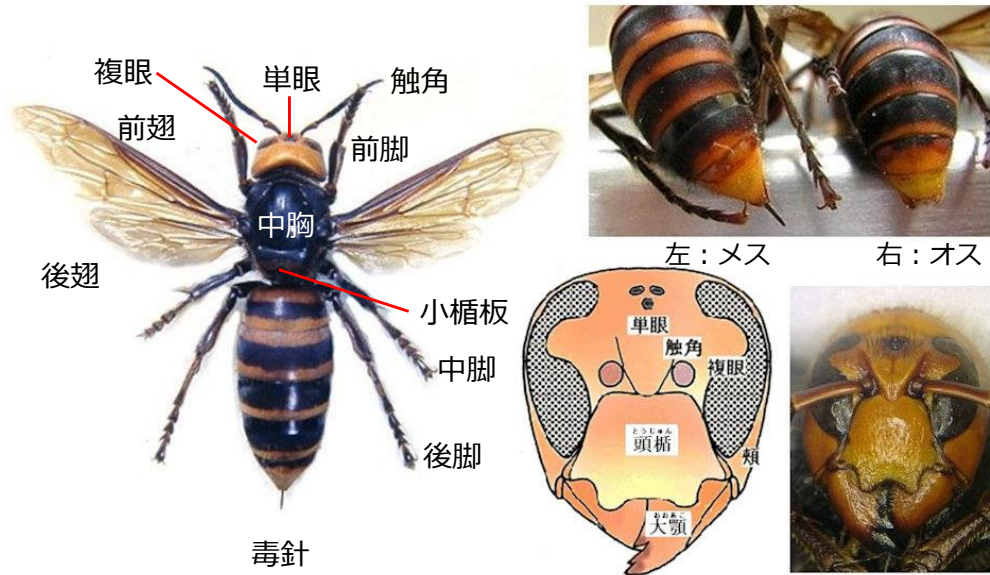 複眼
単眼
触角
前翅
前脚
中胸
後翅
小楯板
中脚
後脚
毒針
左：メス
右：オス
単眼
触角
複眼
とうじゅん
頭楯
頬
おおあご
大顎